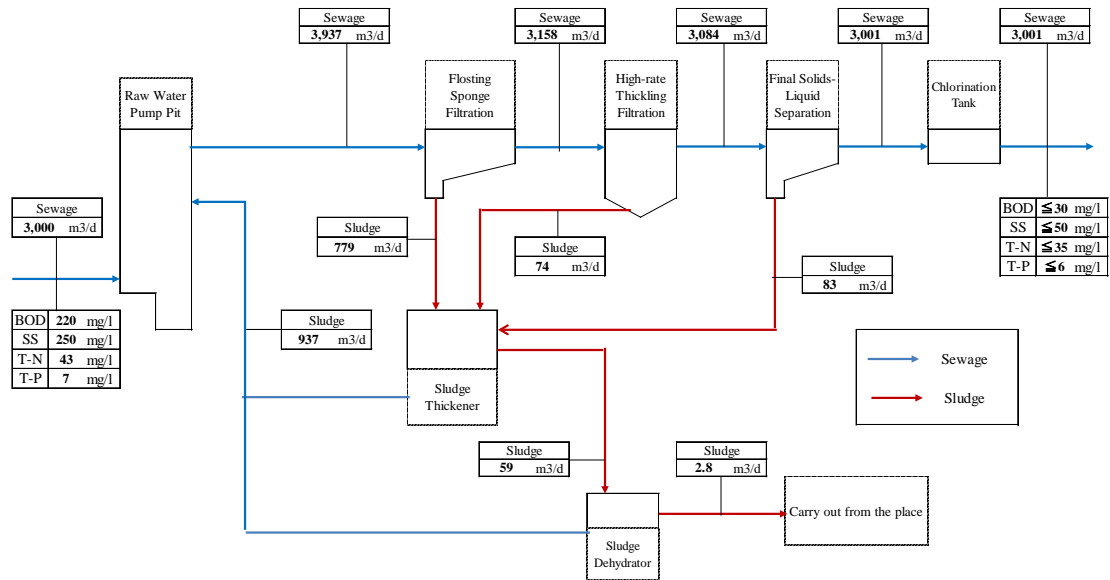 Sewage
3,937 m3/d
Sewage
3,158 m3/d
Sewage
3,084 m3/d
Sewage
3,001 m3/d
Sewage
3,001 m3/d
Raw Water
Pump Pit
Flosting
Sponge
Filtration
High-rate
Thickling
Filtration
Final Solids-
Liquid
Separation
Chlorination
Tank
Sewage
3,000 m3/d
BOD 220 mg/l
SS 250 mg/l
T-N 43 mg/l
T-P 7 mg/l
Sludge
779 m3/d
Sludge
74 m3/d
Sludge
83 m3/d
BOD ≦30 mg/l
SS ≦50 mg/l
T-N ≦35 mg/l
T-P ≦6 mg/l
Sludge
937 m3/d
Sludge
Thickener
Sewage
Sludge
Sludge
59 m3/d
Sludge
2.8 m3/d
Carry out from the place
Sludge
Dehydrator